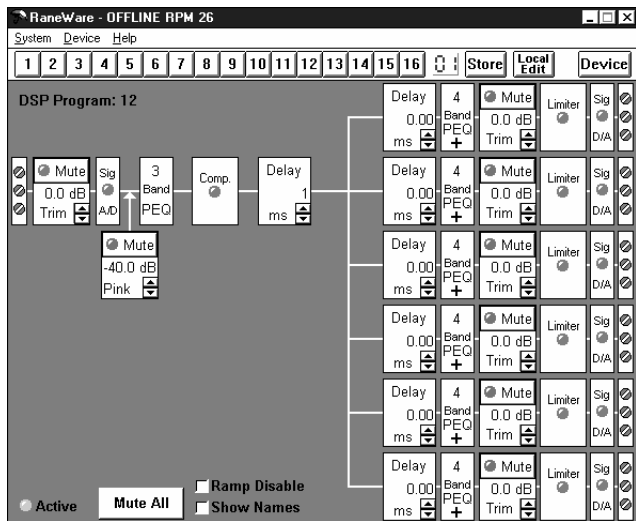 RaneWare - OFFLINE RPM 26
System Device Help
1 2 3 4 5 6 7 8 9 10 11 12 13 14 15 16 01 Store Local Edit Device
DSP Program: 12
Mute
0.0 dB
Trim
Sig
A/D
3
Band
PEQ
Comp.
Delay
1
ms
Mute
-40.0 dB
Pink
Delay
0.00
ms
4
Band
PEQ
+
Mute
0.0 dB
Trim
Limiter
Sig
D/A
Delay
0.00
ms
4
Band
PEQ
+
Mute
0.0 dB
Trim
Limiter
Sig
D/A
Delay
0.00
ms
4
Band
PEQ
+
Mute
0.0 dB
Trim
Limiter
Sig
D/A
Delay
0.00
ms
4
Band
PEQ
+
Mute
0.0 dB
Trim
Limiter
Sig
D/A
Delay
0.00
ms
4
Band
PEQ
+
Mute
0.0 dB
Trim
Limiter
Sig
D/A
Delay
0.00
ms
4
Band
PEQ
+
Mute
0.0 dB
Trim
Limiter
Sig
D/A
Active
Mute All
Ramp Disable
Show Names